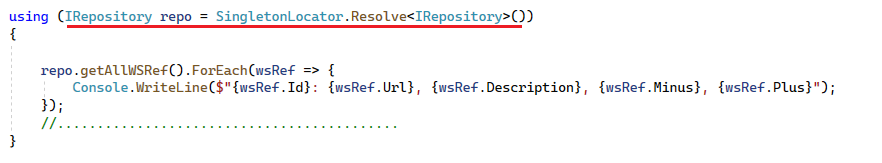 using (IRepository repo = SingletonLocator.Resolve<IRepository>())
{
repo.getAllWSRef().ForEach(wsRef => {
Console.WriteLine($"{wsRef.Id}: {wsRef.Url}, {wsRef.Description}, {wsRef.Minus}, {wsRef.Plus}");
});
//...........................................
}